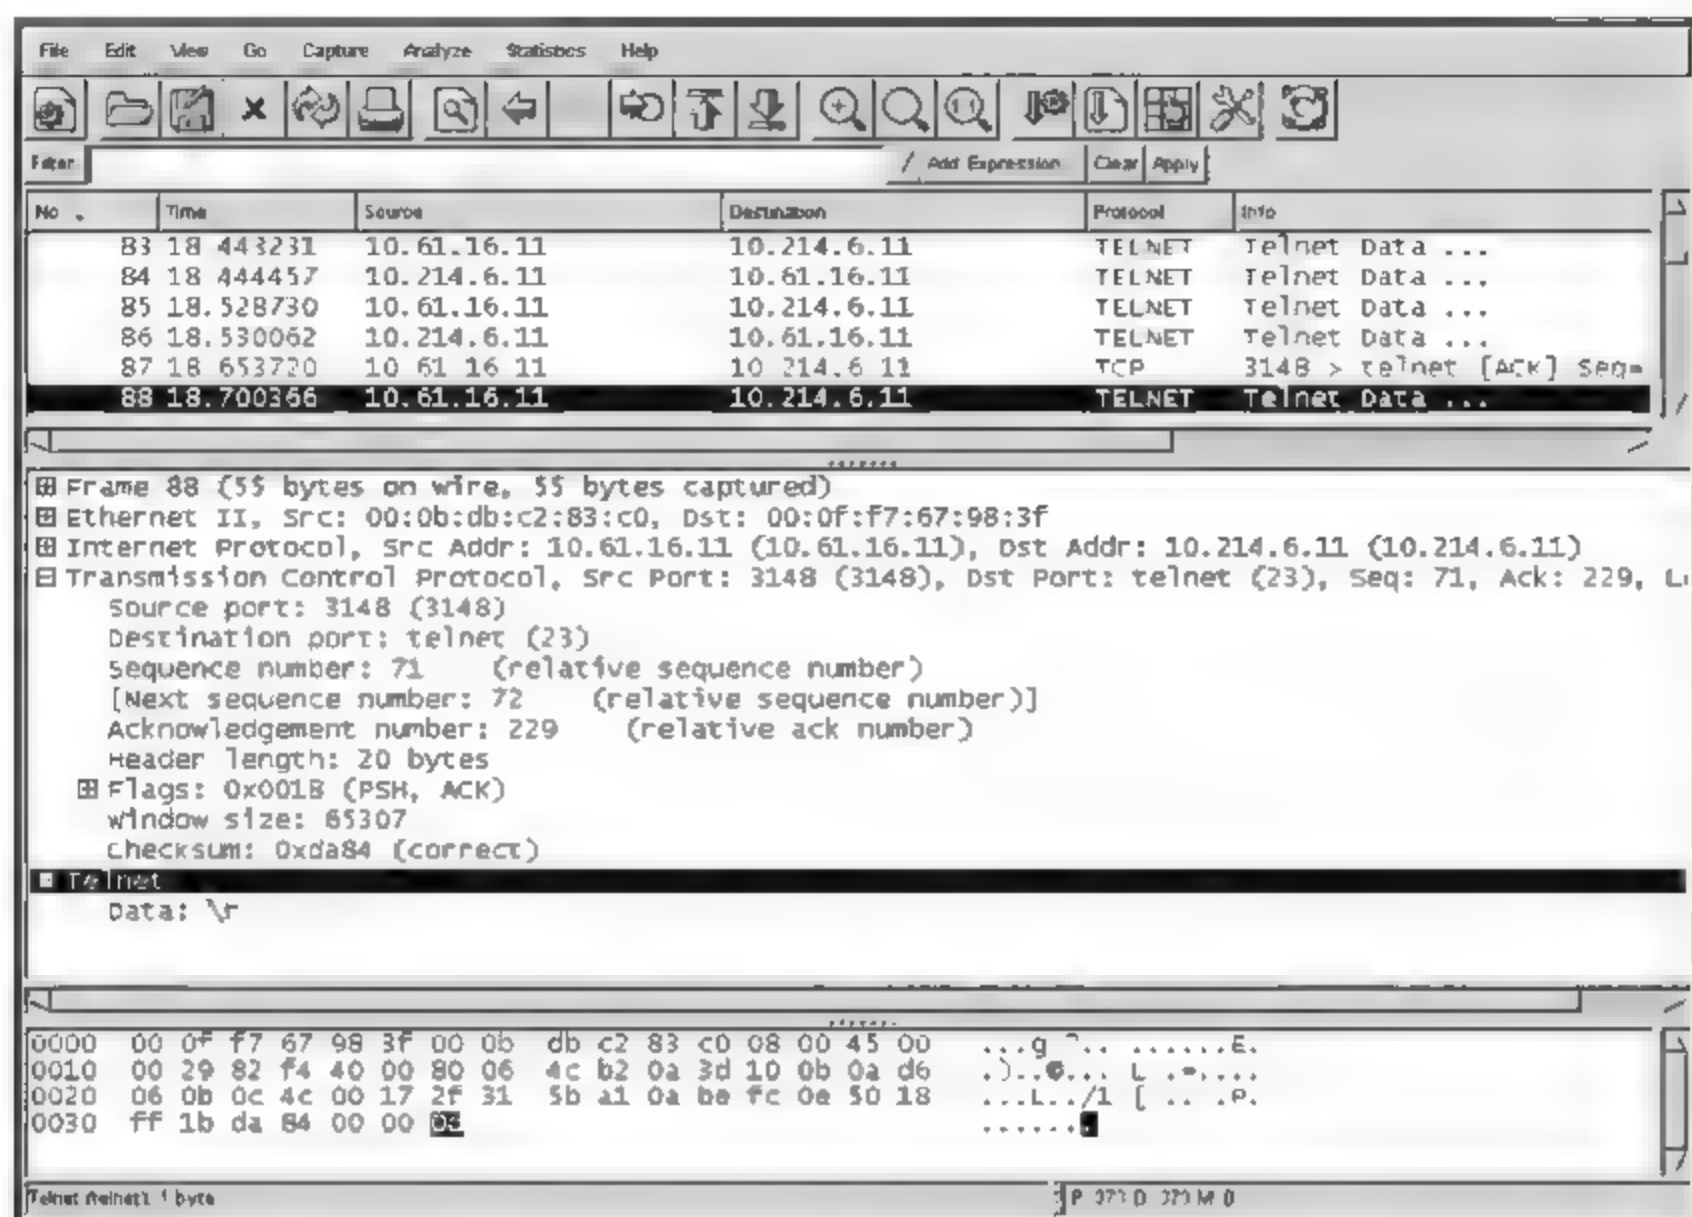 File Edit View Go Capture Analyze Statistics Help
Filter / Add Expression Clear Apply
No Time Source Destination Protocol Info
83 18 443231 10.61.16.11 10.214.6.11 TELNET Telnet Data ...
84 18 444457 10.214.6.11 10.61.16.11 TELNET Telnet Data ...
85 18.528730 10.61.16.11 10.214.6.11 TELNET Telnet Data ...
86 18.530062 10.214.6.11 10.61.16.11 TELNET Telnet Data ...
87 18 653720 10 61 16 11 10 214.6 11 TCP 3148 > telnet [ACK] Seq=
88 18.700366 10.61.16.11 10.214.6.11 TELNET Telnet Data ...
Frame 88 (55 bytes on wire, 55 bytes captured)
Ethernet II, Src: 00:0b:db:c2:83:c0, Dst: 00:0f:f7:67:98:3f
Internet Protocol, Src Addr: 10.61.16.11 (10.61.16.11), Dst Addr: 10.214.6.11 (10.214.6.11)
Transmission Control Protocol, Src Port: 3148 (3148), Dst Port: telnet (23), Seq: 71, Ack: 229,
Source port: 3148 (3148)
Destination port: telnet (23)
Sequence number: 71 (relative sequence number)
[Next sequence number: 72 (relative sequence number)]
Acknowledgement number: 229 (relative ack number)
Header length: 20 bytes
Flags: 0x0018 (PSH, ACK)
Window size: 65307
Checksum: 0xda84 (correct)
Telnet
Data: \r
0000 00 0f f7 67 98 3f 00 0b db c2 83 c0 08 00 45 00 ...g ^.. ......E.
0010 00 29 82 f4 40 00 80 06 4c b2 0a 3d 10 0b 0a d6 .)..@... L .=....
0020 06 0b 0c 4c 00 17 2f 31 5b a1 0a be fc 0e 50 18 ...L../1 [ .. .P.
0030 ff 1b da 84 00 00 ......
1 byte